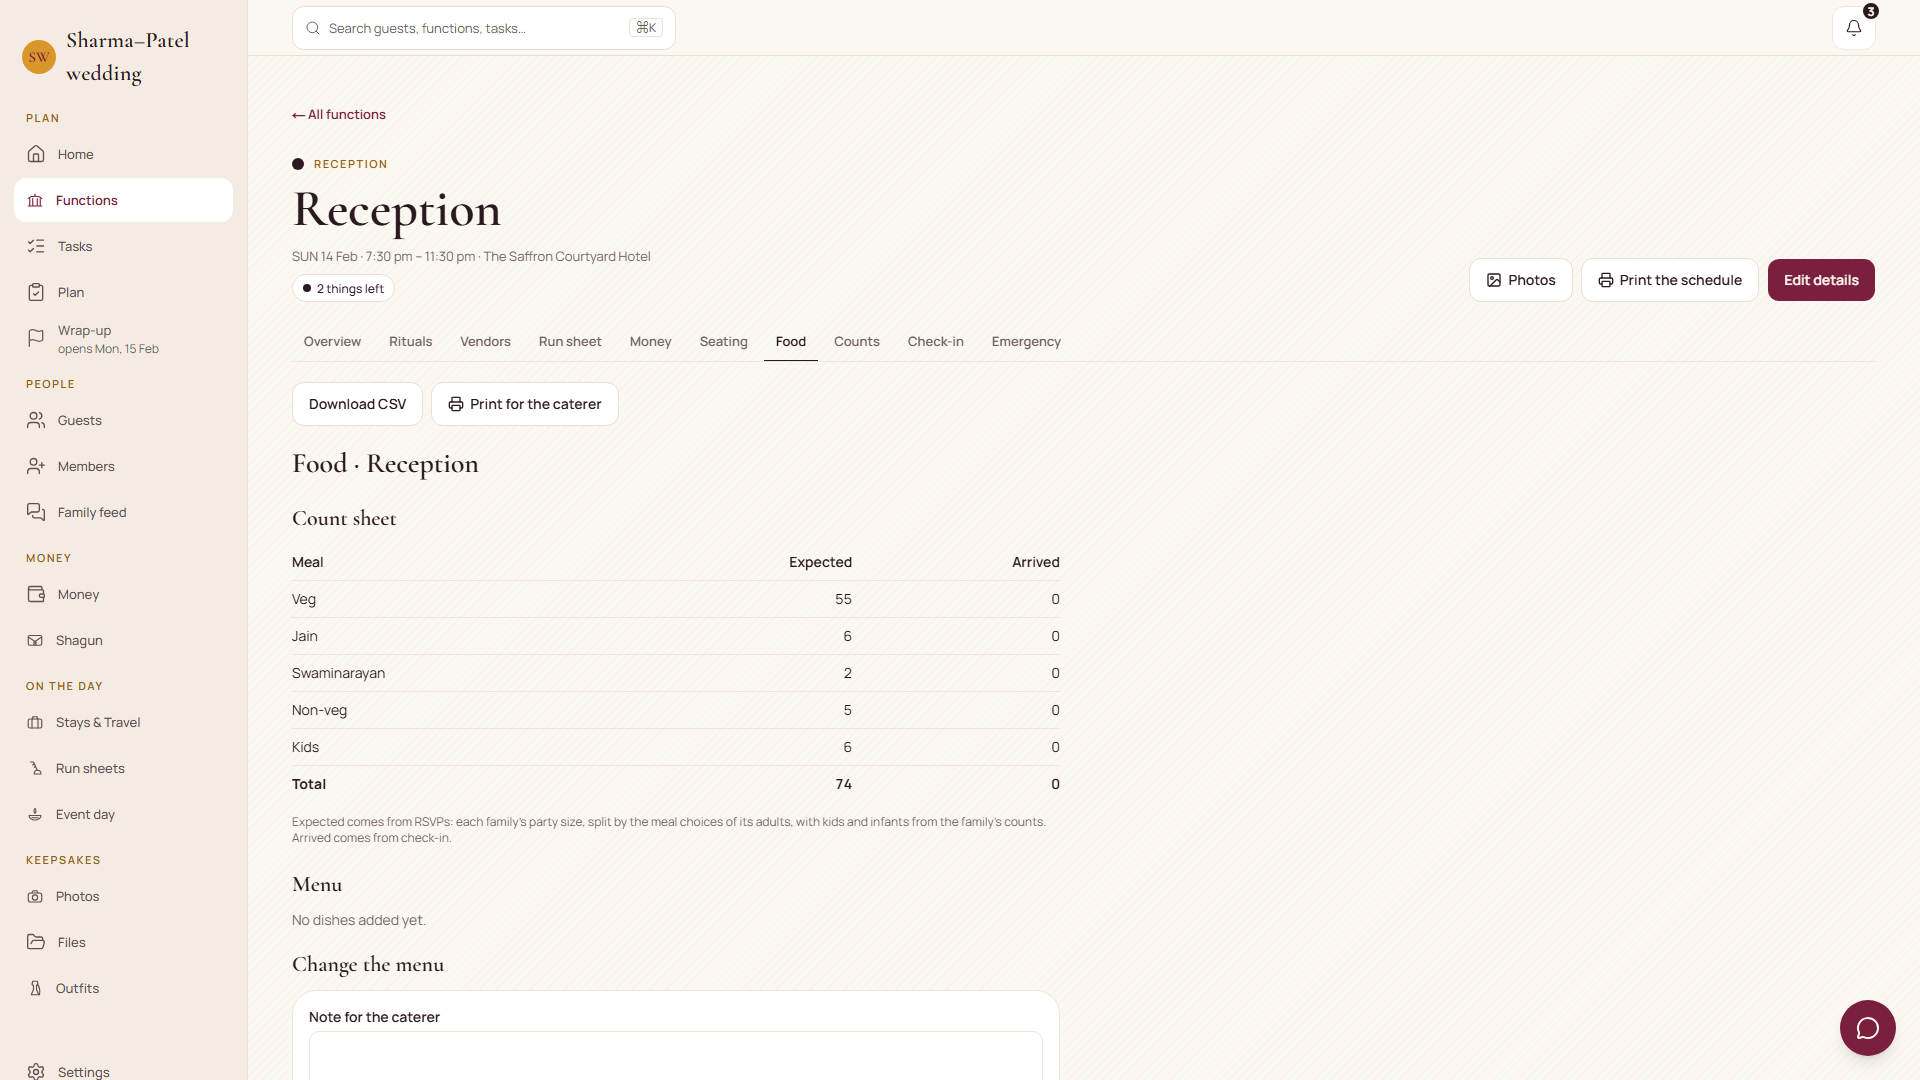 SW
Sharma–Patel
wedding
PLAN
Home
Functions
Tasks
Plan
Wrap-up
opens Mon, 15 Feb
PEOPLE
Guests
Members
Family feed
MONEY
Money
Shagun
ON THE DAY
Stays & Travel
Run sheets
Event day
KEEPSAKES
Photos
Files
Outfits
Settings
Search guests, functions, tasks… ⌘K
3
← All functions
RECEPTION
Reception
SUN 14 Feb · 7:30 pm – 11:30 pm · The Saffron Courtyard Hotel
2 things left
Photos Print the schedule Edit details
Overview Rituals Vendors Run sheet Money Seating Food Counts Check-in Emergency
Download CSV Print for the caterer
Food · Reception
Count sheet
Meal Expected Arrived
Veg 55 0
Jain 6 0
Swaminarayan 2 0
Non-veg 5 0
Kids 6 0
Total 74 0
Expected comes from RSVPs: each family's party size, split by the meal choices of its adults, with kids and infants from the family's counts.
Arrived comes from check-in.
Menu
No dishes added yet.
Change the menu
Note for the caterer